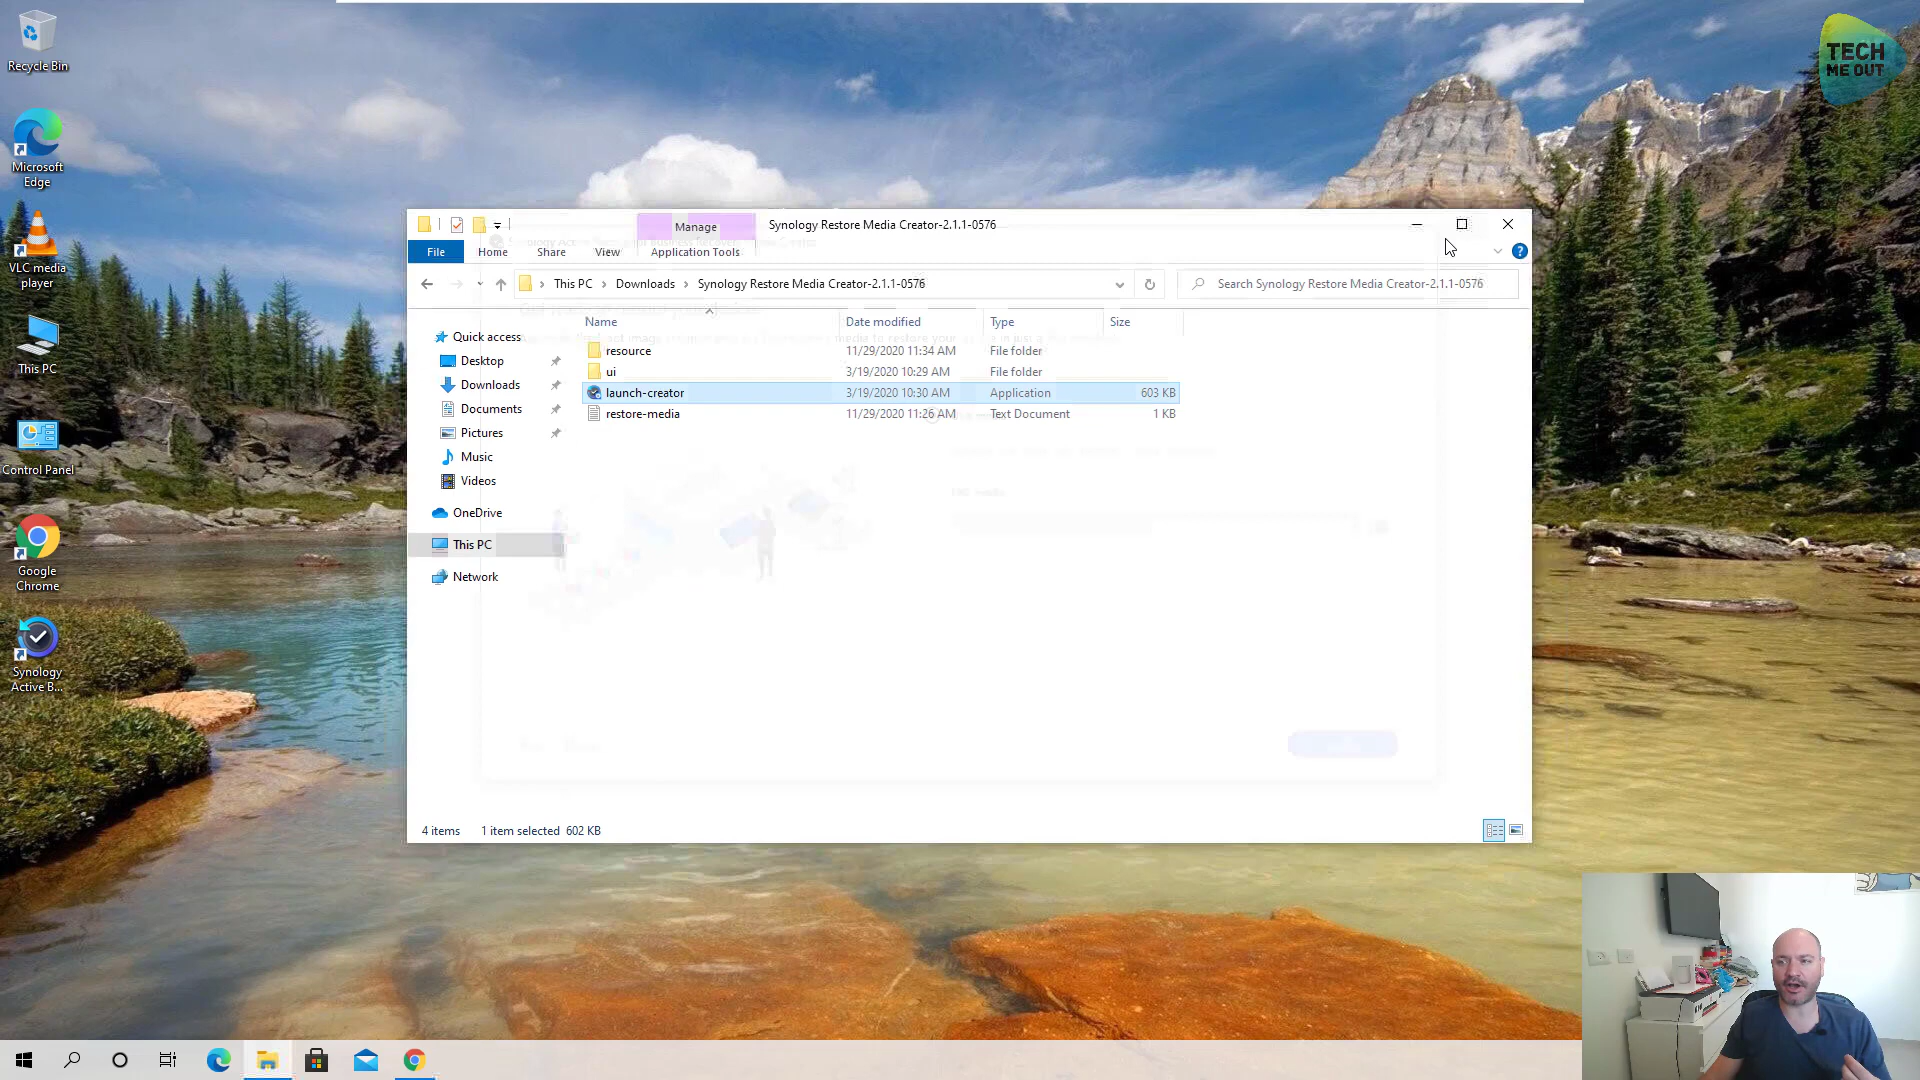 Recycle Bin
Microsoft
Edge
VLC media
player
This PC
Control Panel
Google
Chrome
Synology
Active B...
TECH
ME OUT
Manage
Synology Restore Media Creator-2.1.1-0576
File
Home
Share
View
Application Tools
This PC
Downloads
Synology Restore Media Creator-2.1.1-0576
Search Synology Restore Media Creator-2.1.1-0576
Name
Date modified
Type
Size
Quick access
Desktop
Downloads
Documents
Pictures
Music
Videos
OneDrive
This PC
Network
resource 11/29/2020 11:34 AM File folder
ui 3/19/2020 10:29 AM File folder
launch-creator 3/19/2020 10:30 AM Application 603 KB
restore-media 11/29/2020 11:26 AM Text Document 1 KB
4 items 1 item selected 602 KB